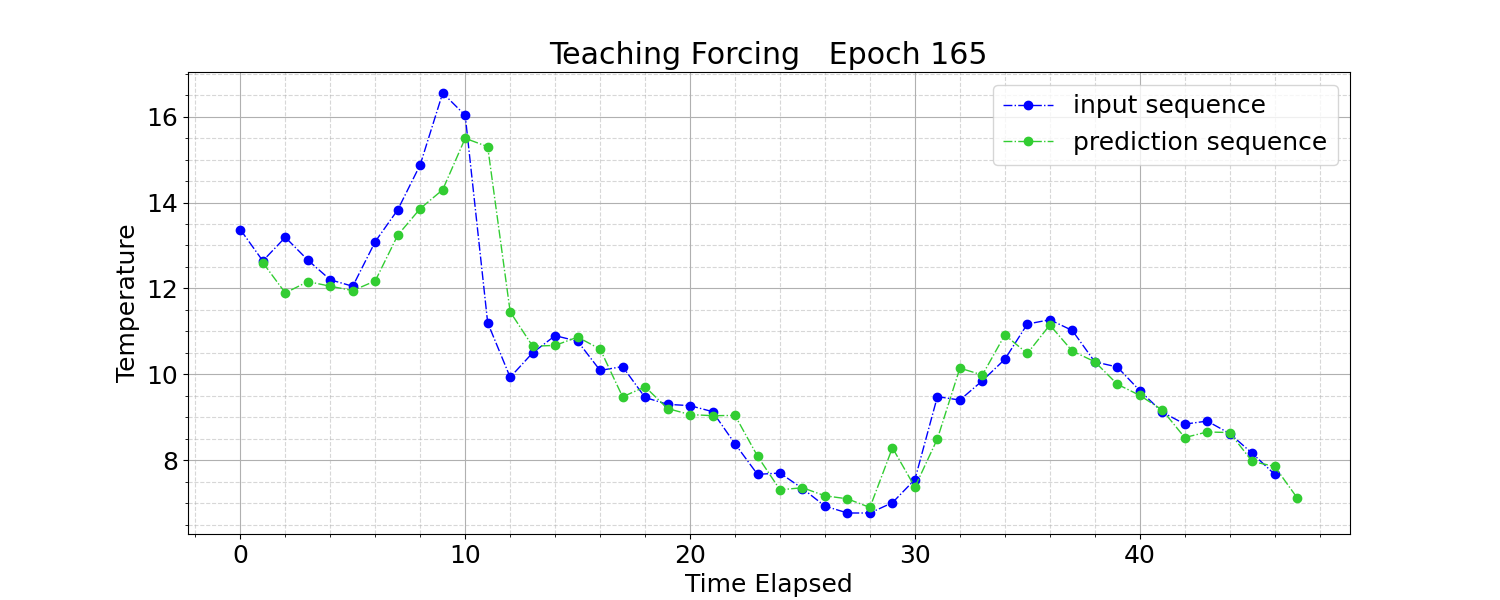 Teaching Forcing   Epoch 165
input sequence
prediction sequence
Temperature
16
14
12
10
8
0
10
20
30
40
Time Elapsed